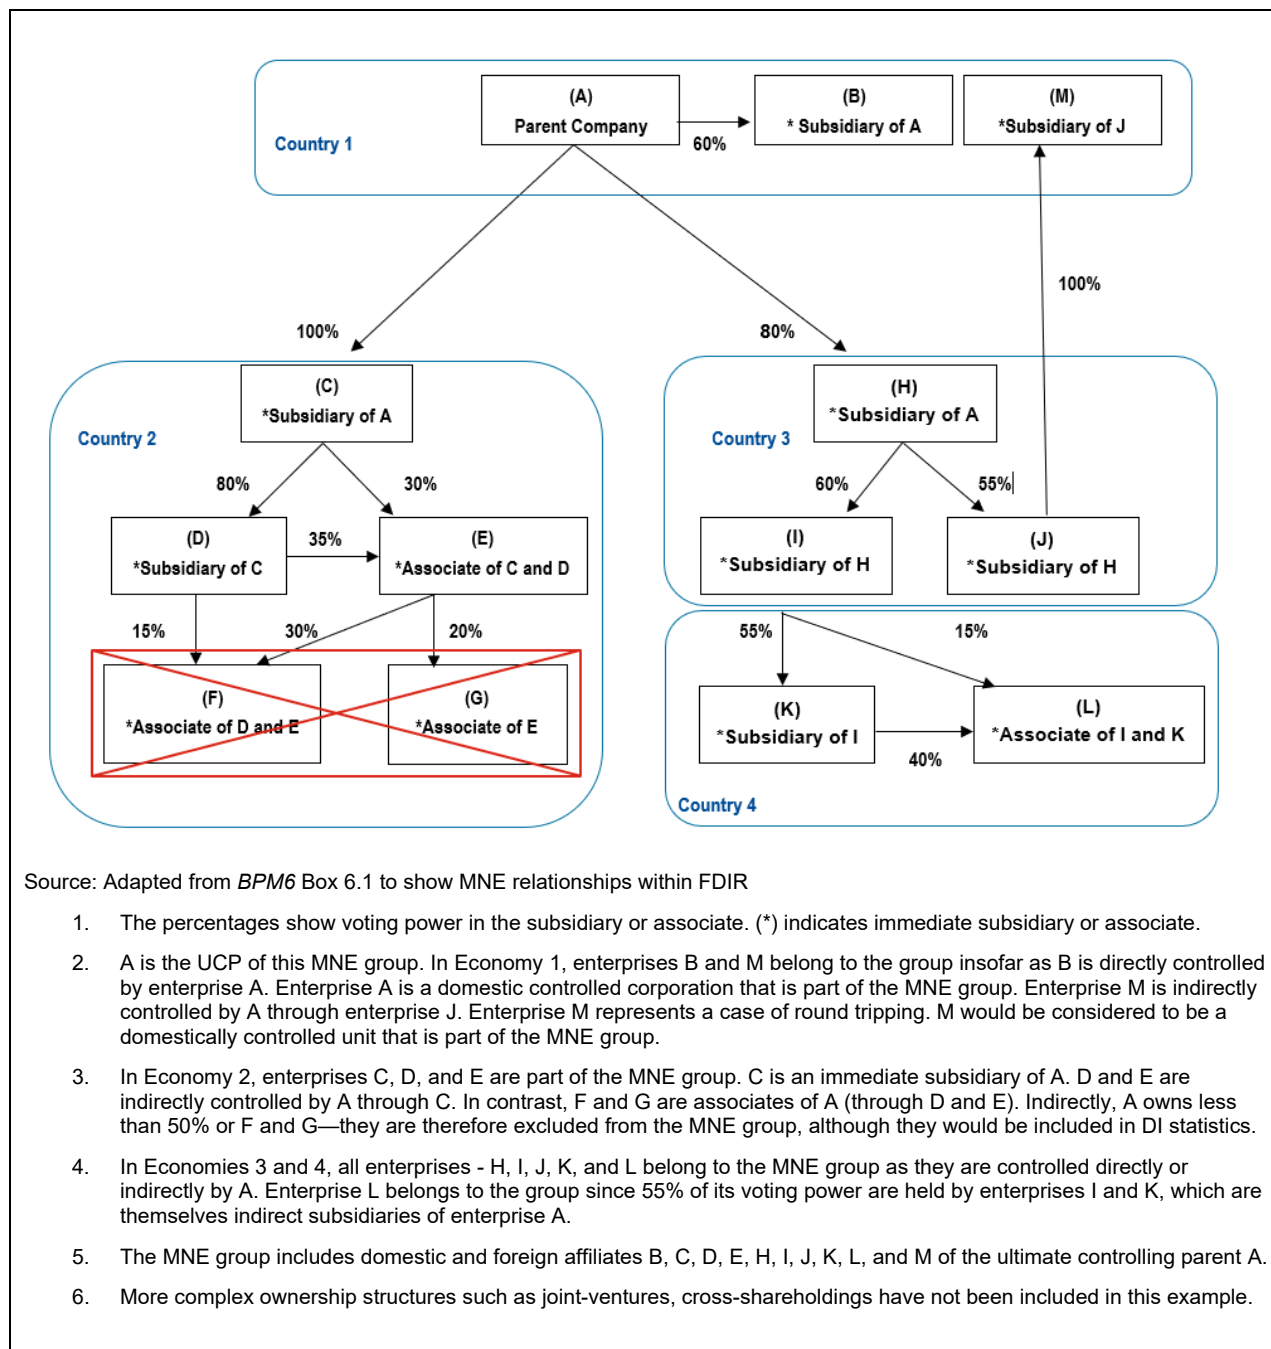 (A)
Parent Company
(B)
* Subsidiary of A
(M)
*Subsidiary of J
Country 1
60%
100%
100%
80%
(C)
*Subsidiary of A
Country 2
(H)
*Subsidiary of A
Country 3
80%
30%
60%
55%
(D)
*Subsidiary of C
35%
(E)
*Associate of C and D
(I)
*Subsidiary of H
(J)
*Subsidiary of H
15%
30%
20%
55%
15%
(F)
*Associate of D and E
(G)
*Associate of E
(K)
*Subsidiary of I
(L)
*Associate of I and K
40%
Country 4
Source: Adapted from BPM6 Box 6.1 to show MNE relationships within FDIR
1. The percentages show voting power in the subsidiary or associate. (*) indicates immediate subsidiary or associate.
2. A is the UCP of this MNE group. In Economy 1, enterprises B and M belong to the group insofar as B is directly controlled
by enterprise A. Enterprise A is a domestic controlled corporation that is part of the MNE group. Enterprise M is indirectly
controlled by A through enterprise J. Enterprise M represents a case of round tripping. M would be considered to be a
domestically controlled unit that is part of the MNE group.
3. In Economy 2, enterprises C, D, and E are part of the MNE group. C is an immediate subsidiary of A. D and E are
indirectly controlled by A through C. In contrast, F and G are associates of A (through D and E). Indirectly, A owns less
than 50% or F and G—they are therefore excluded from the MNE group, although they would be included in DI statistics.
4. In Economies 3 and 4, all enterprises - H, I, J, K, and L belong to the MNE group as they are controlled directly or
indirectly by A. Enterprise L belongs to the group since 55% of its voting power are held by enterprises I and K, which are
themselves indirect subsidiaries of enterprise A.
5. The MNE group includes domestic and foreign affiliates B, C, D, E, H, I, J, K, L, and M of the ultimate controlling parent A.
6. More complex ownership structures such as joint-ventures, cross-shareholdings have not been included in this example.